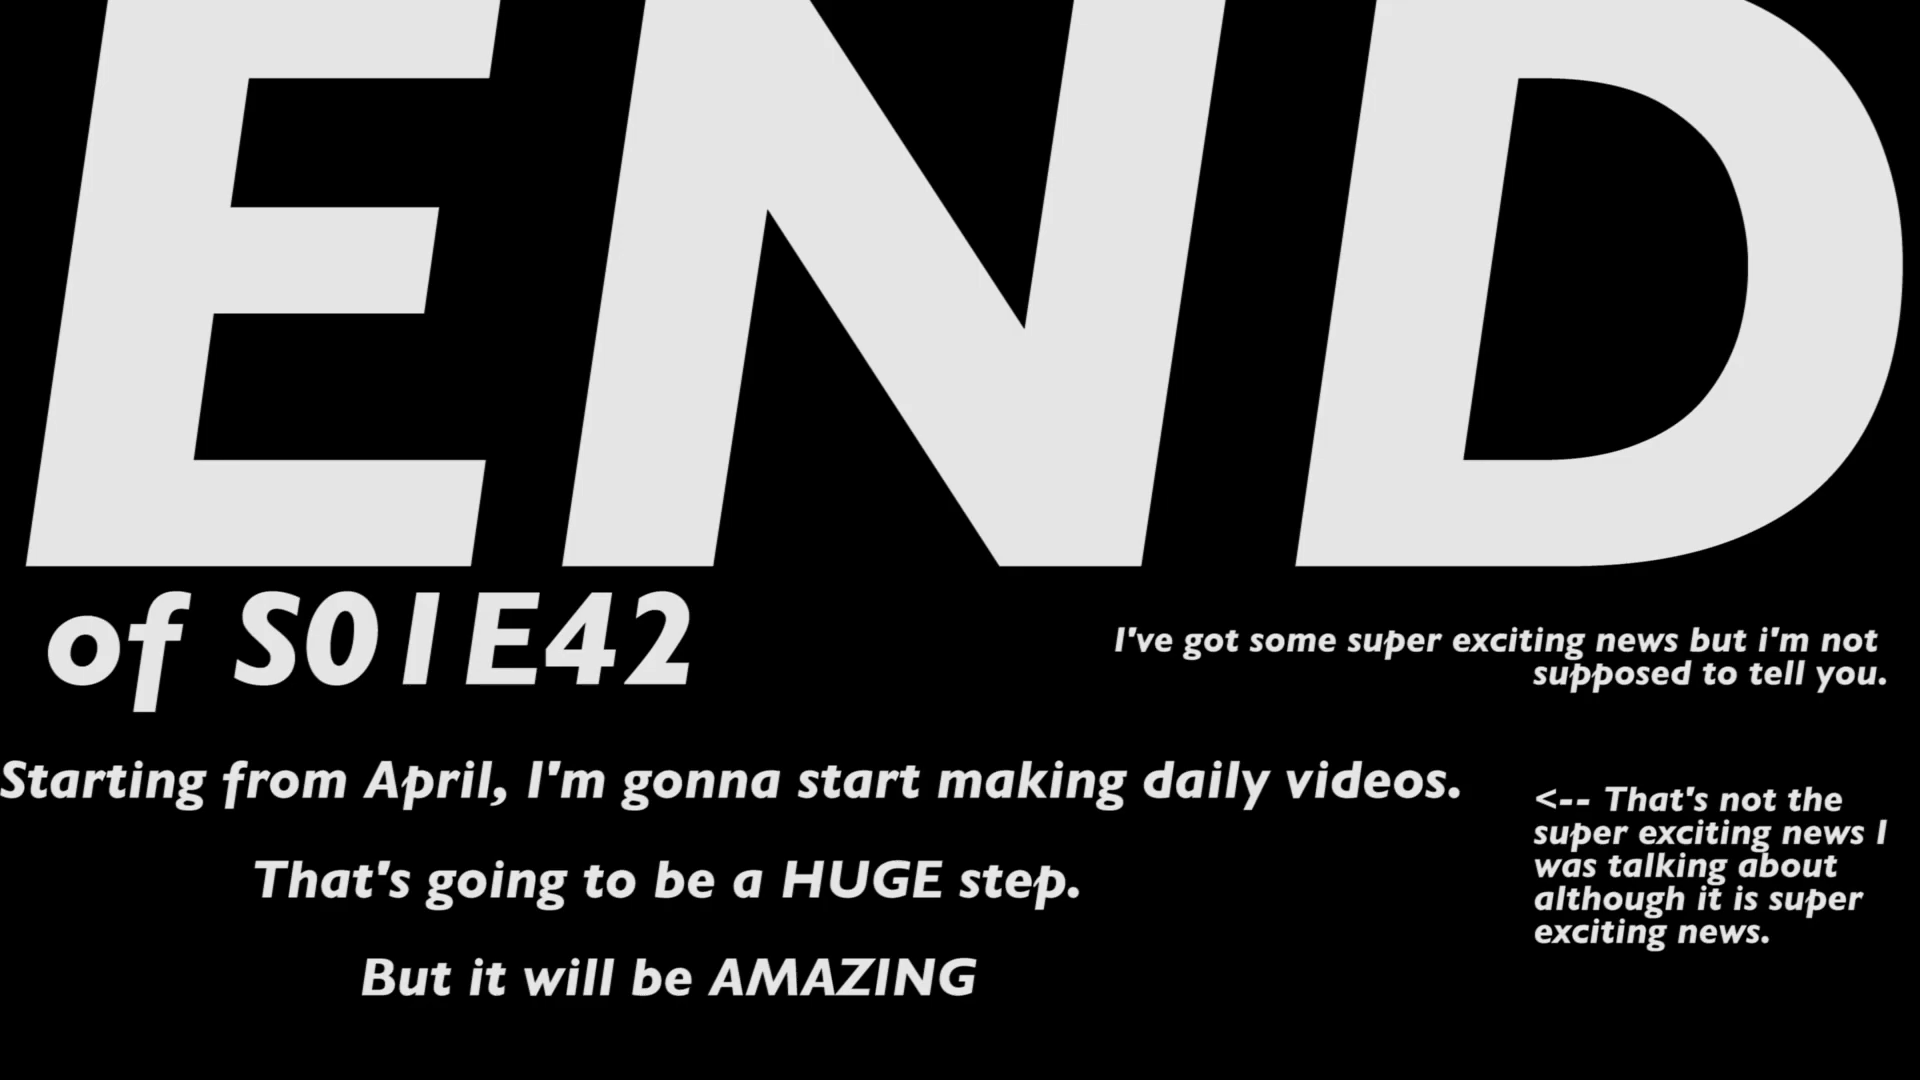 END
of S01E42
I've got some super exciting news but i'm not
supposed to tell you.
Starting from April, I'm gonna start making daily videos.
That's going to be a HUGE step.
But it will be AMAZING
<-- That's not the
super exciting news I
was talking about
although it is super
exciting news.